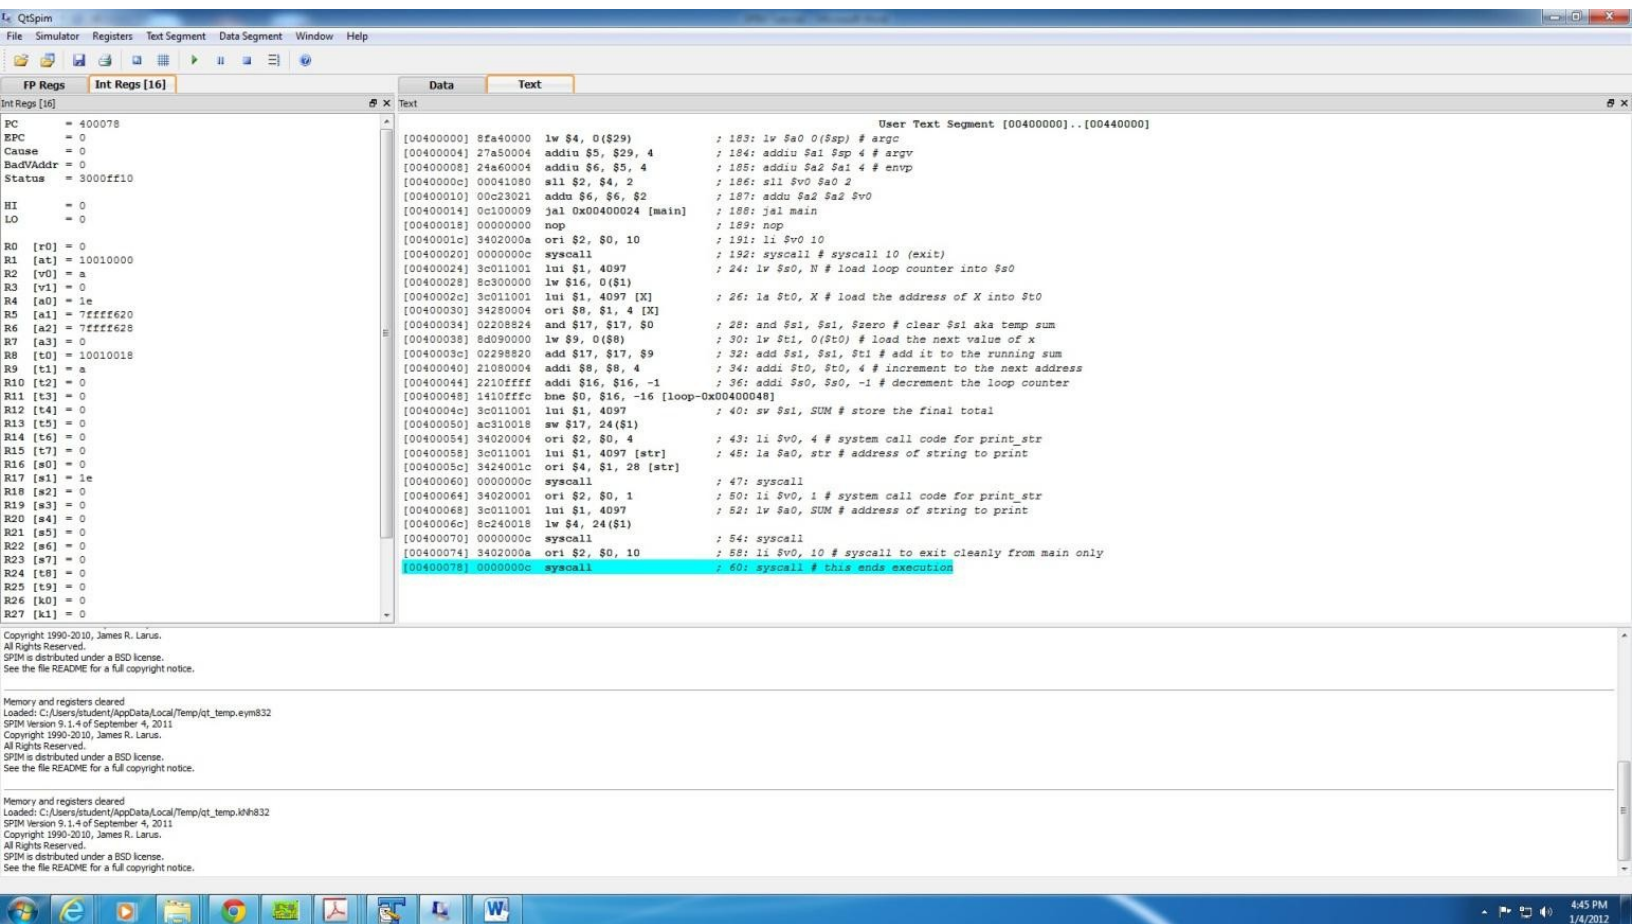 QtSpim
File Simulator Registers Text Segment Data Segment Window Help
FP Regs Int Regs [16] Data Text
Int Regs [16]
PC = 400078
EPC = 0
Cause = 0
BadVAddr = 0
Status = 3000ff10
HI = 0
LO = 0
R0 [r0] = 0
R1 [at] = 10010000
R2 [v0] = a
R3 [v1] = 0
R4 [a0] = 1e
R5 [a1] = 7ffff620
R6 [a2] = 7ffff628
R7 [a3] = 0
R8 [t0] = 10010018
R9 [t1] = a
R10 [t2] = 0
R11 [t3] = 0
R12 [t4] = 0
R13 [t5] = 0
R14 [t6] = 0
R15 [t7] = 0
R16 [s0] = 0
R17 [s1] = 1e
R18 [s2] = 0
R19 [s3] = 0
R20 [s4] = 0
R21 [s5] = 0
R22 [s6] = 0
R23 [s7] = 0
R24 [t8] = 0
R25 [t9] = 0
R26 [k0] = 0
R27 [k1] = 0
Text
User Text Segment [00400000]..[00440000]
[00400000] 8fa40000 lw $4, 0($29) ; 183: lw $a0 0($sp) # argc
[00400004] 27a50004 addiu $5, $29, 4 ; 184: addiu $a1 $sp 4 # argv
[00400008] 24a60004 addiu $6, $5, 4 ; 185: addiu $a2 $a1 4 # envp
[0040000c] 00041080 sll $2, $4, 2 ; 186: sll $v0 $a0 2
[00400010] 00c23021 addu $6, $6, $2 ; 187: addu $a2 $a2 $v0
[00400014] 0c100009 jal 0x00400024 [main] ; 188: jal main
[00400018] 00000000 nop ; 189: nop
[0040001c] 3402000a ori $2, $0, 10 ; 191: li $v0 10
[00400020] 0000000c syscall ; 192: syscall # syscall 10 (exit)
[00400024] 3c011001 lui $1, 4097 ; 24: lw $s0, N # load loop counter into $s0
[00400028] 8c300000 lw $16, 0($1)
[0040002c] 3c011001 lui $1, 4097 [X] ; 26: la $t0, X # load the address of X into $t0
[00400030] 34280004 ori $8, $1, 4 [X]
[00400034] 02208824 and $17, $17, $0 ; 28: and $s1, $s1, $zero # clear $s1 aka temp sum
[00400038] 8d090000 lw $9, 0($8) ; 30: lw $t1, 0($t0) # load the next value of x
[0040003c] 02298820 add $17, $17, $9 ; 32: add $s1, $s1, $t1 # add it to the running sum
[00400040] 21080004 addi $8, $8, 4 ; 34: addi $t0, $t0, 4 # increment to the next address
[00400044] 2210ffff addi $16, $16, -1 ; 36: addi $s0, $s0, -1 # decrement the loop counter
[00400048] 1410fffc bne $0, $16, -16 [loop-0x00400048]
[0040004c] 3c011001 lui $1, 4097 ; 40: sw $s1, SUM # store the final total
[00400050] ac310018 sw $17, 24($1)
[00400054] 34020004 ori $2, $0, 4 ; 43: li $v0, 4 # system call code for print_str
[00400058] 3c011001 lui $1, 4097 [str] ; 45: la $a0, str # address of string to print
[0040005c] 3424001c ori $4, $1, 28 [str]
[00400060] 0000000c syscall ; 47: syscall
[00400064] 34020001 ori $2, $0, 1 ; 50: li $v0, 1 # system call code for print_str
[00400068] 3c011001 lui $1, 4097 ; 52: lw $a0, SUM # address of string to print
[0040006c] 8c240018 lw $4, 24($1)
[00400070] 0000000c syscall ; 54: syscall
[00400074] 3402000a ori $2, $0, 10 ; 58: li $v0, 10 # syscall to exit cleanly from main only
[00400078] 0000000c syscall ; 60: syscall # this ends execution
Copyright 1990-2010, James R. Larus.
All Rights Reserved.
SPIM is distributed under a BSD license.
See the file README for a full copyright notice.
Memory and registers cleared
Loaded: C:/Users/student/AppData/Local/Temp/qt_temp.eym832
SPIM Version 9.1.4 of September 4, 2011
Copyright 1990-2010, James R. Larus.
All Rights Reserved.
SPIM is distributed under a BSD license.
See the file README for a full copyright notice.
Memory and registers cleared
Loaded: C:/Users/student/AppData/Local/Temp/qt_temp.kNh832
SPIM Version 9.1.4 of September 4, 2011
Copyright 1990-2010, James R. Larus.
All Rights Reserved.
SPIM is distributed under a BSD license.
See the file README for a full copyright notice.
4:45 PM
1/4/2012